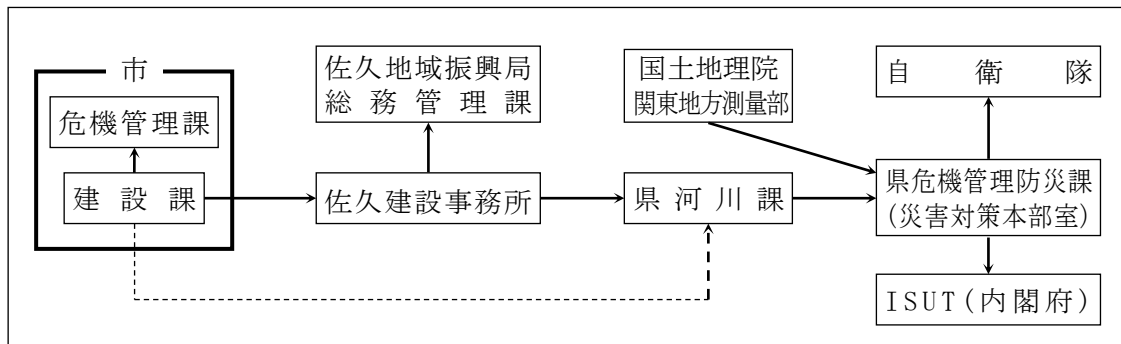 市
危機管理課
建設課
佐久地域振興局
総務管理課
佐久建設事務所
国土地理院
関東地方測量部
県河川課
自衛隊
県危機管理防災課
(災害対策本部室)
ISUT(内閣府)